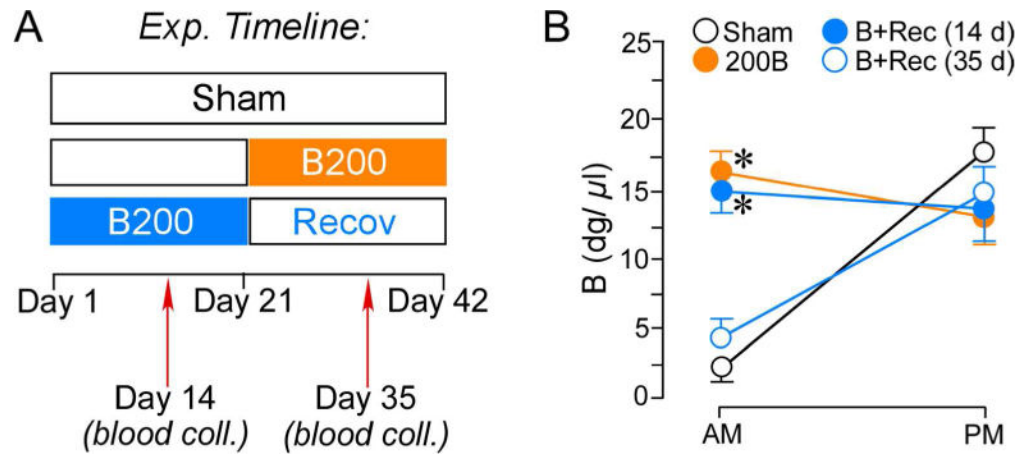 A
Exp. Timeline:
Sham
B200
B200
Recov
Day 1
Day 21
Day 42
Day 14
(blood coll.)
Day 35
(blood coll.)
B
Sham
B+Rec (14 d)
200B
B+Rec (35 d)
B (dg/ µl)
25
20
15
10
5
0
*
*
AM
PM